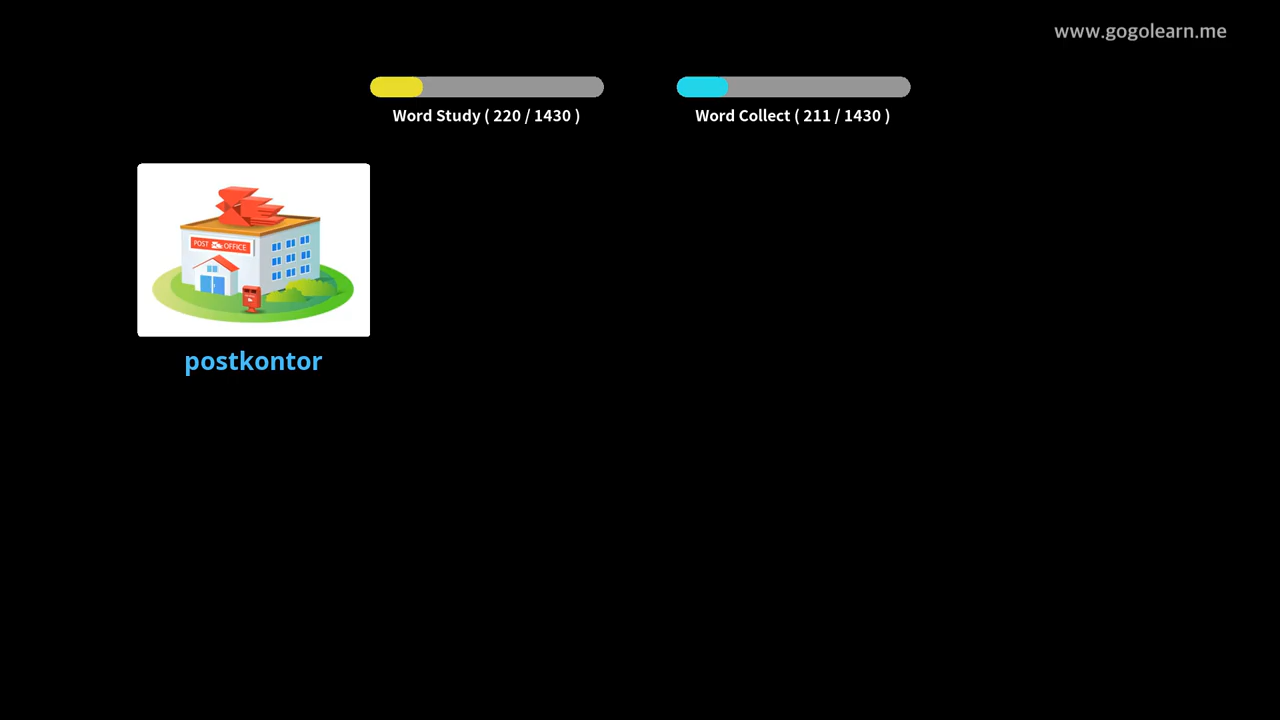 www.gogolearn.me
Word Study ( 220 / 1430 )
Word Collect ( 211 / 1430 )
POST OFFICE
postkontor